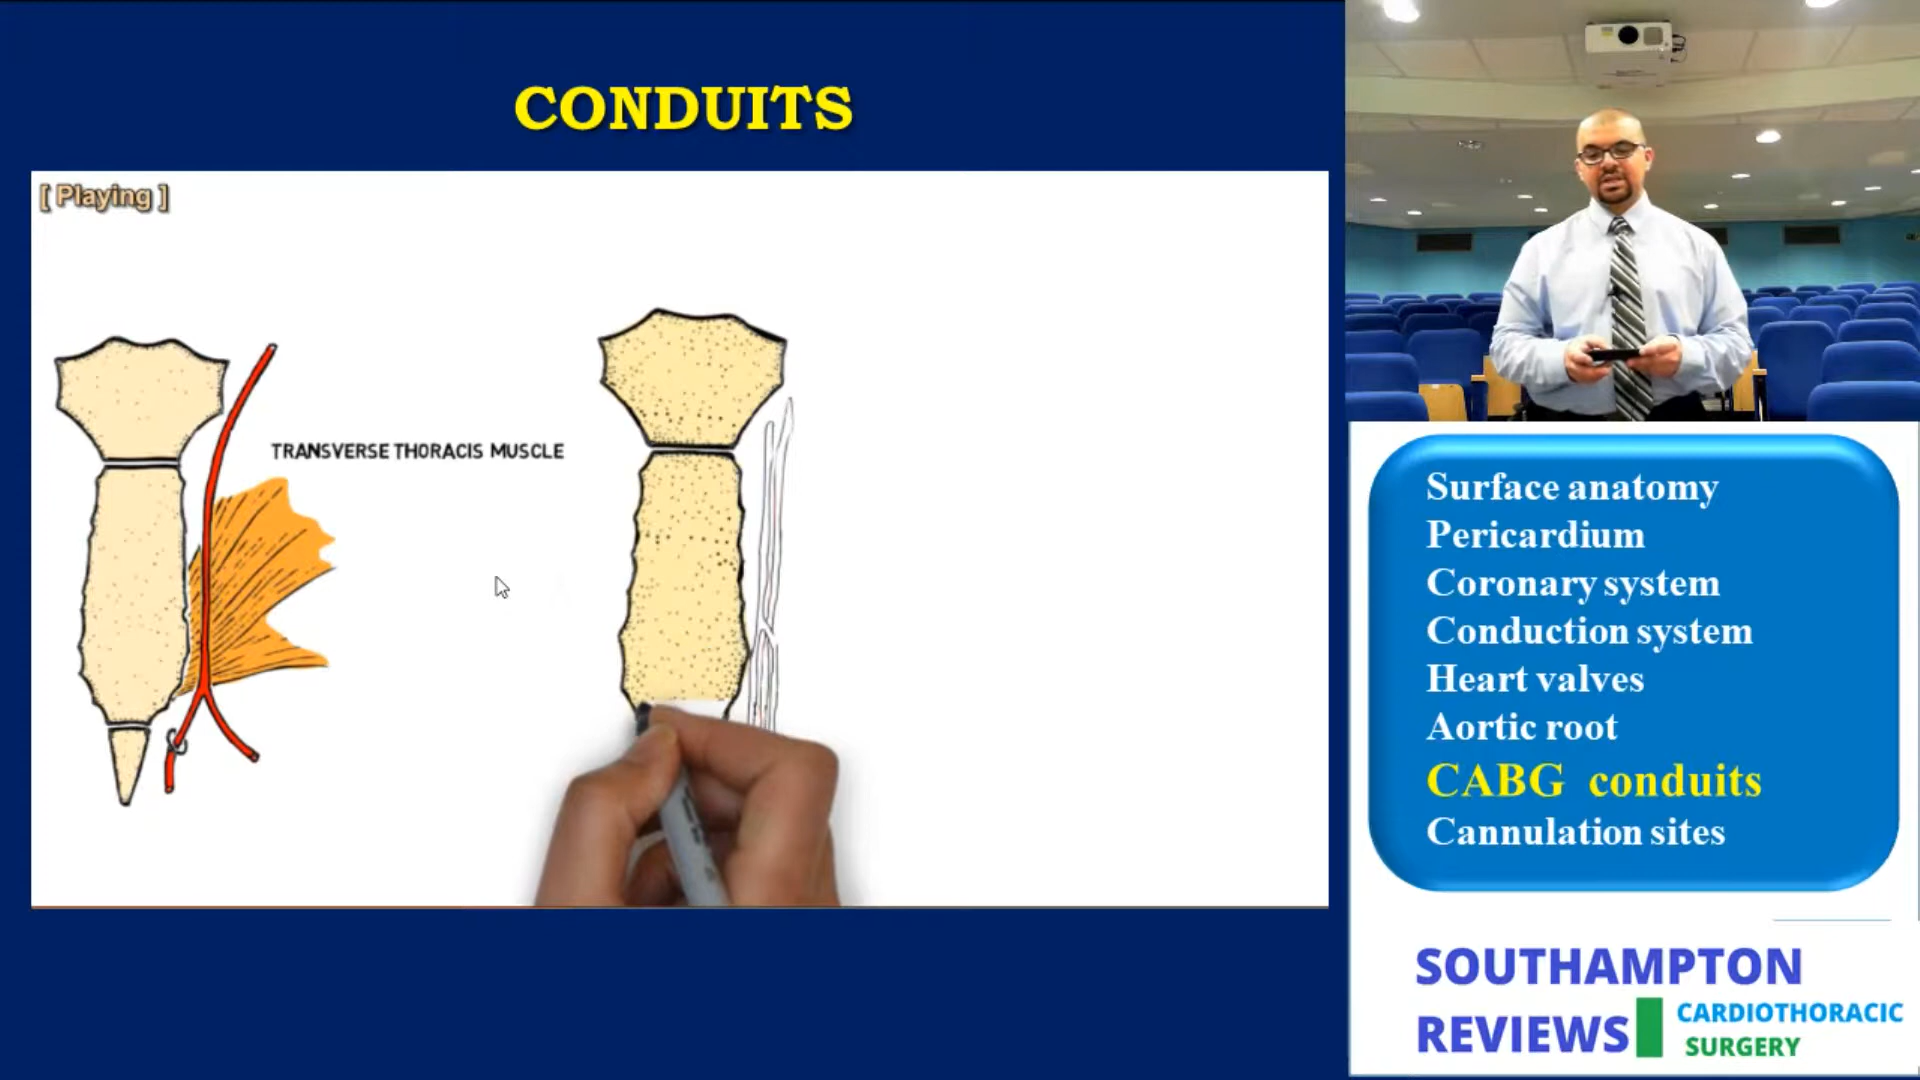 CONDUITS
[ Playing ]
TRANSVERSE THORACIS MUSCLE
Surface anatomy
Pericardium
Coronary system
Conduction system
Heart valves
Aortic root
CABG conduits
Cannulation sites
SOUTHAMPTON
REVIEWS
CARDIOTHORACIC
SURGERY